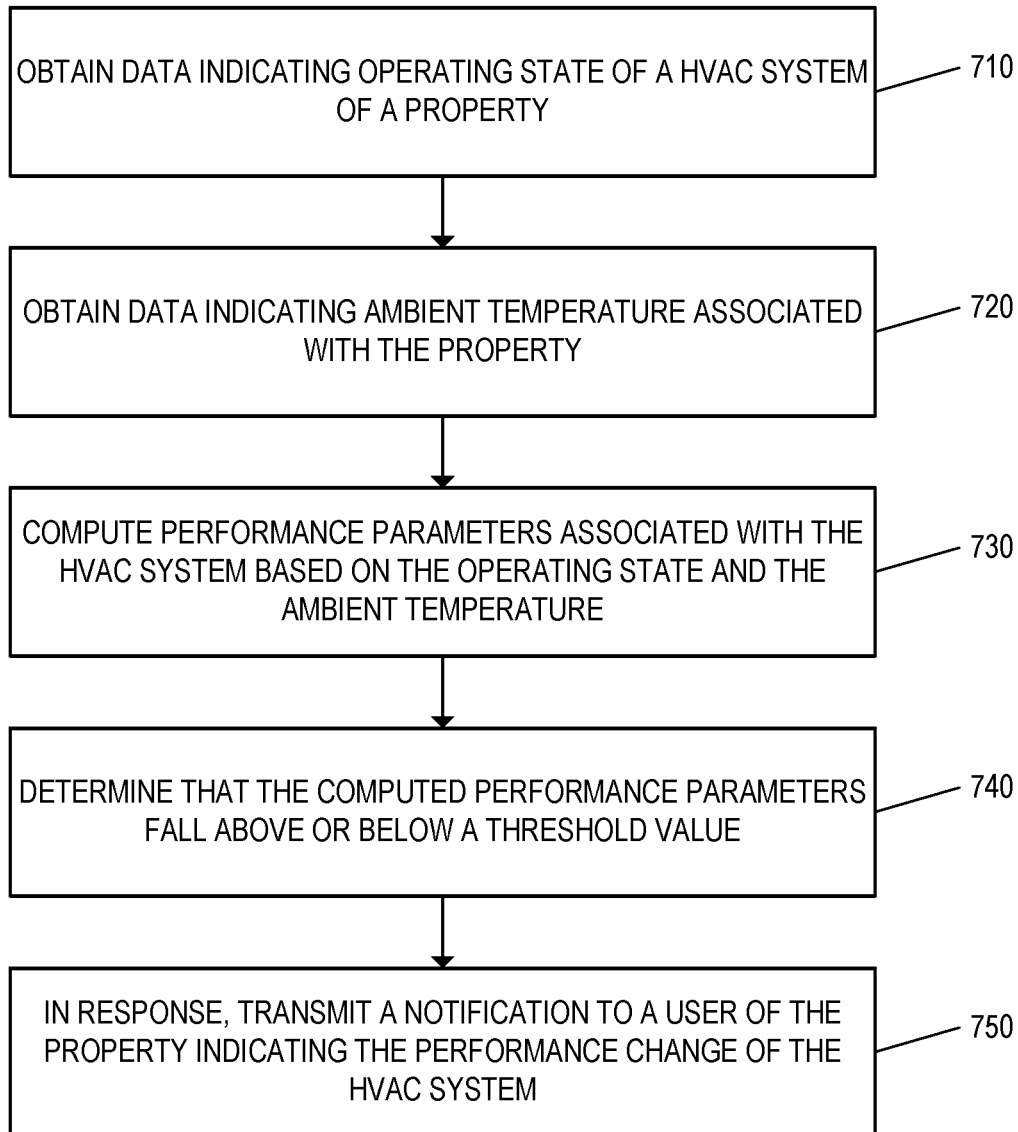 OBTAIN DATA INDICATING OPERATING STATE OF A HVAC SYSTEM
OF A PROPERTY
710
OBTAIN DATA INDICATING AMBIENT TEMPERATURE ASSOCIATED
WITH THE PROPERTY
720
COMPUTE PERFORMANCE PARAMETERS ASSOCIATED WITH THE
HVAC SYSTEM BASED ON THE OPERATING STATE AND THE
AMBIENT TEMPERATURE
730
DETERMINE THAT THE COMPUTED PERFORMANCE PARAMETERS
FALL ABOVE OR BELOW A THRESHOLD VALUE
740
IN RESPONSE, TRANSMIT A NOTIFICATION TO A USER OF THE
PROPERTY INDICATING THE PERFORMANCE CHANGE OF THE
HVAC SYSTEM
750